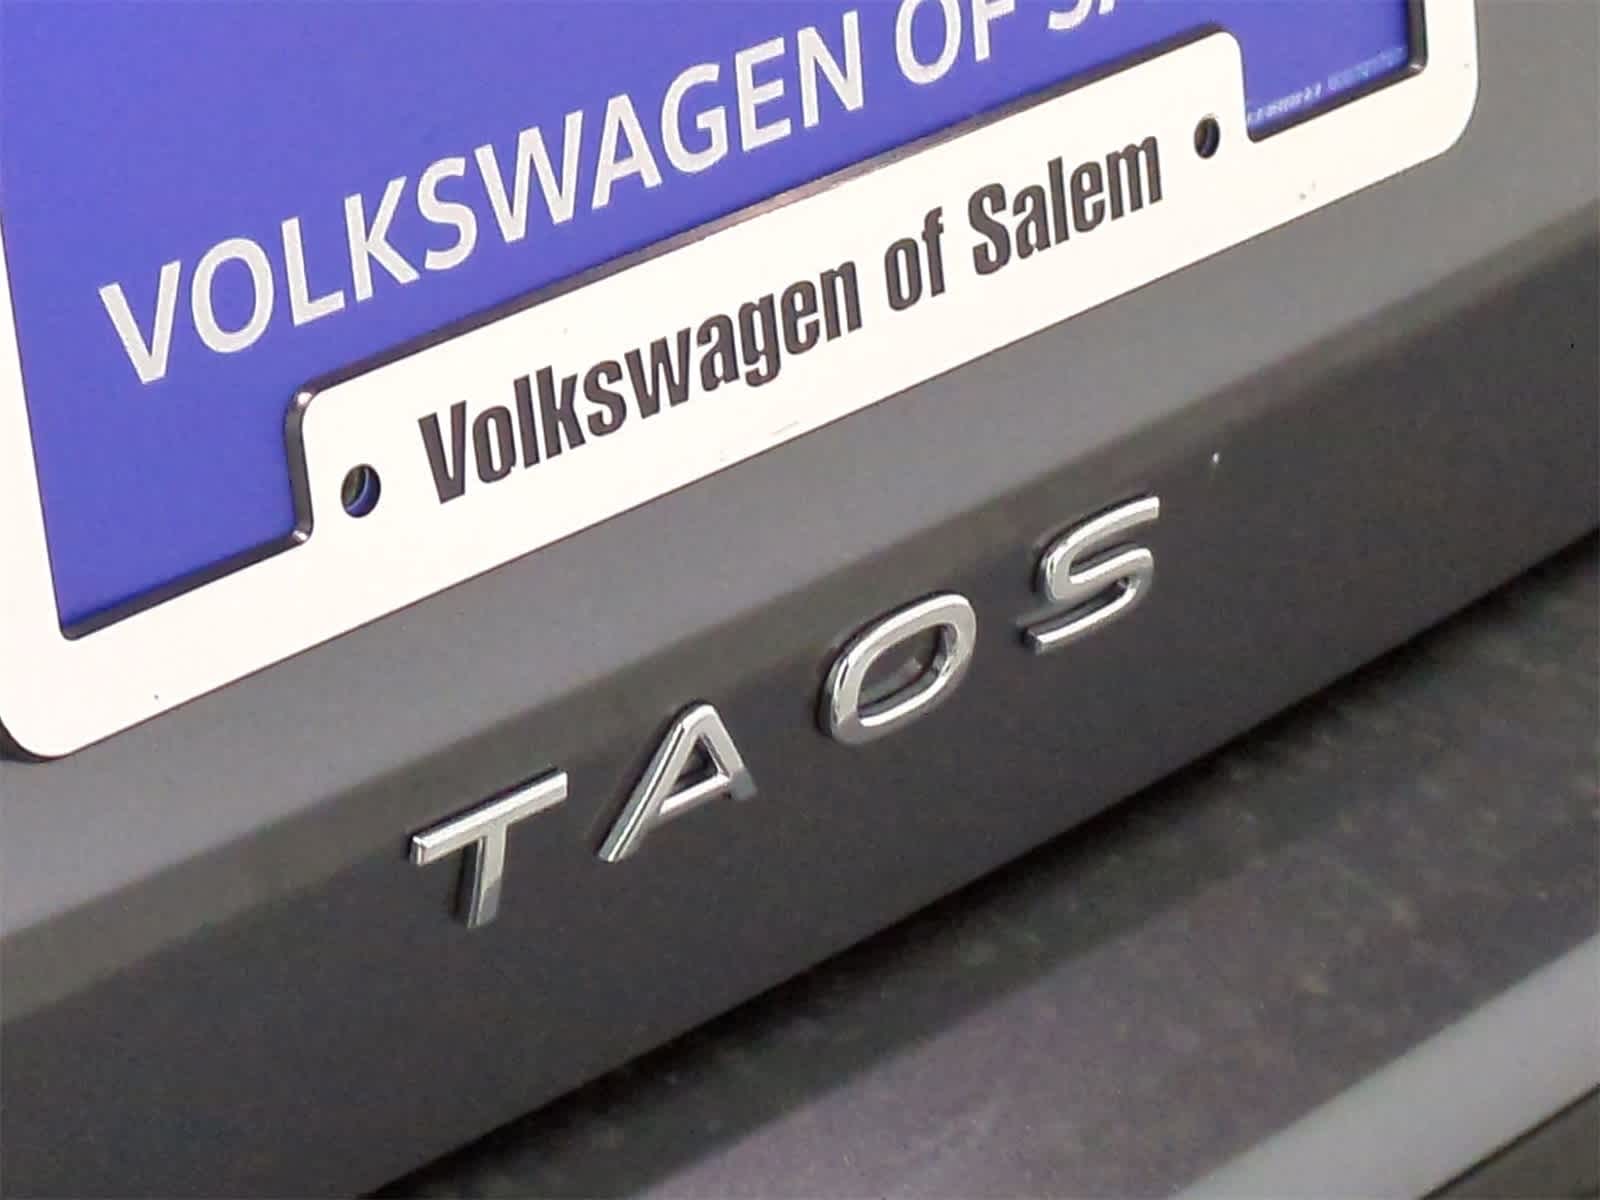 VOLKSWAGEN OF
Volkswagen of Salem
TAOS